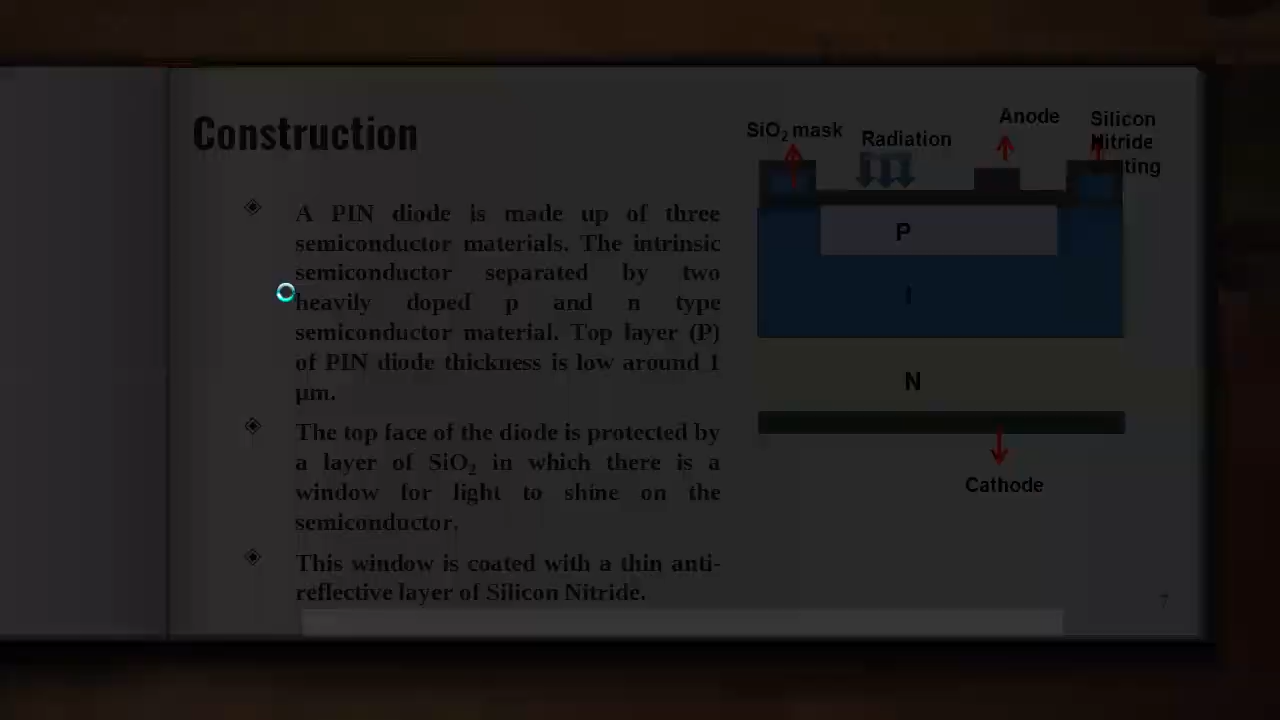 Construction
A PIN diode is made up of three
semiconductor materials. The intrinsic
semiconductor separated by two
heavily doped p and n type
semiconductor material. Top layer (P)
of PIN diode thickness is low around 1
μm.
The top face of the diode is protected by
a layer of SiO₂ in which there is a
window for light to shine on the
semiconductor.
This window is coated with a thin anti-
reflective layer of Silicon Nitride.
SiO₂ mask
Radiation
Anode
Silicon
Nitride
P
I
N
Cathode
7